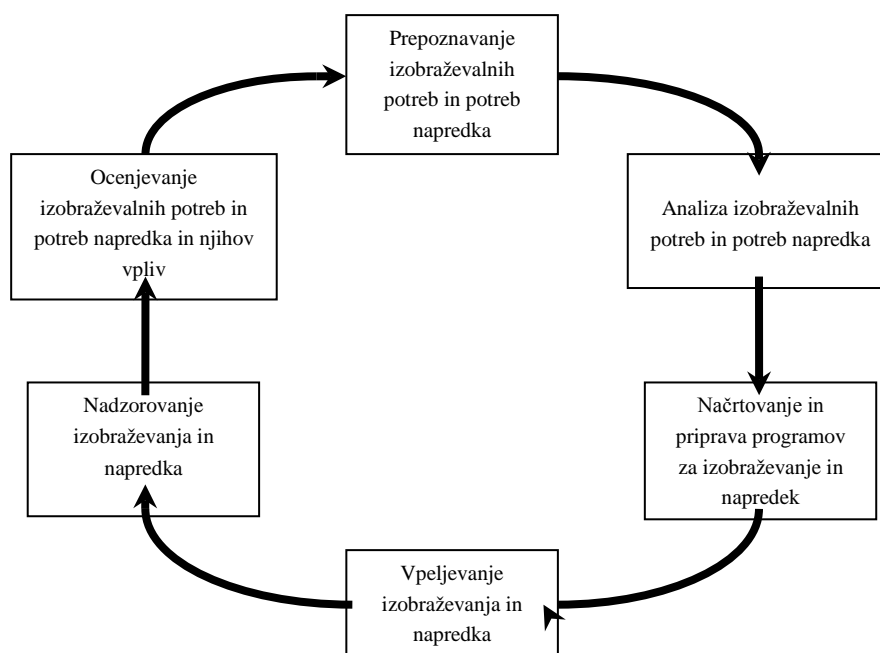 Prepoznavanje
izobraževalnih
potreb in potreb
napredka
Analiza izobraževalnih
potreb in potreb napredka
Načrtovanje in
priprava programov
za izobraževanje in
napredek
Vpeljevanje
izobraževanja in
napredka
Nadzorovanje
izobraževanja in
napredka
Ocenjevanje
izobraževalnih potreb in
potreb napredka in njihov
vpliv